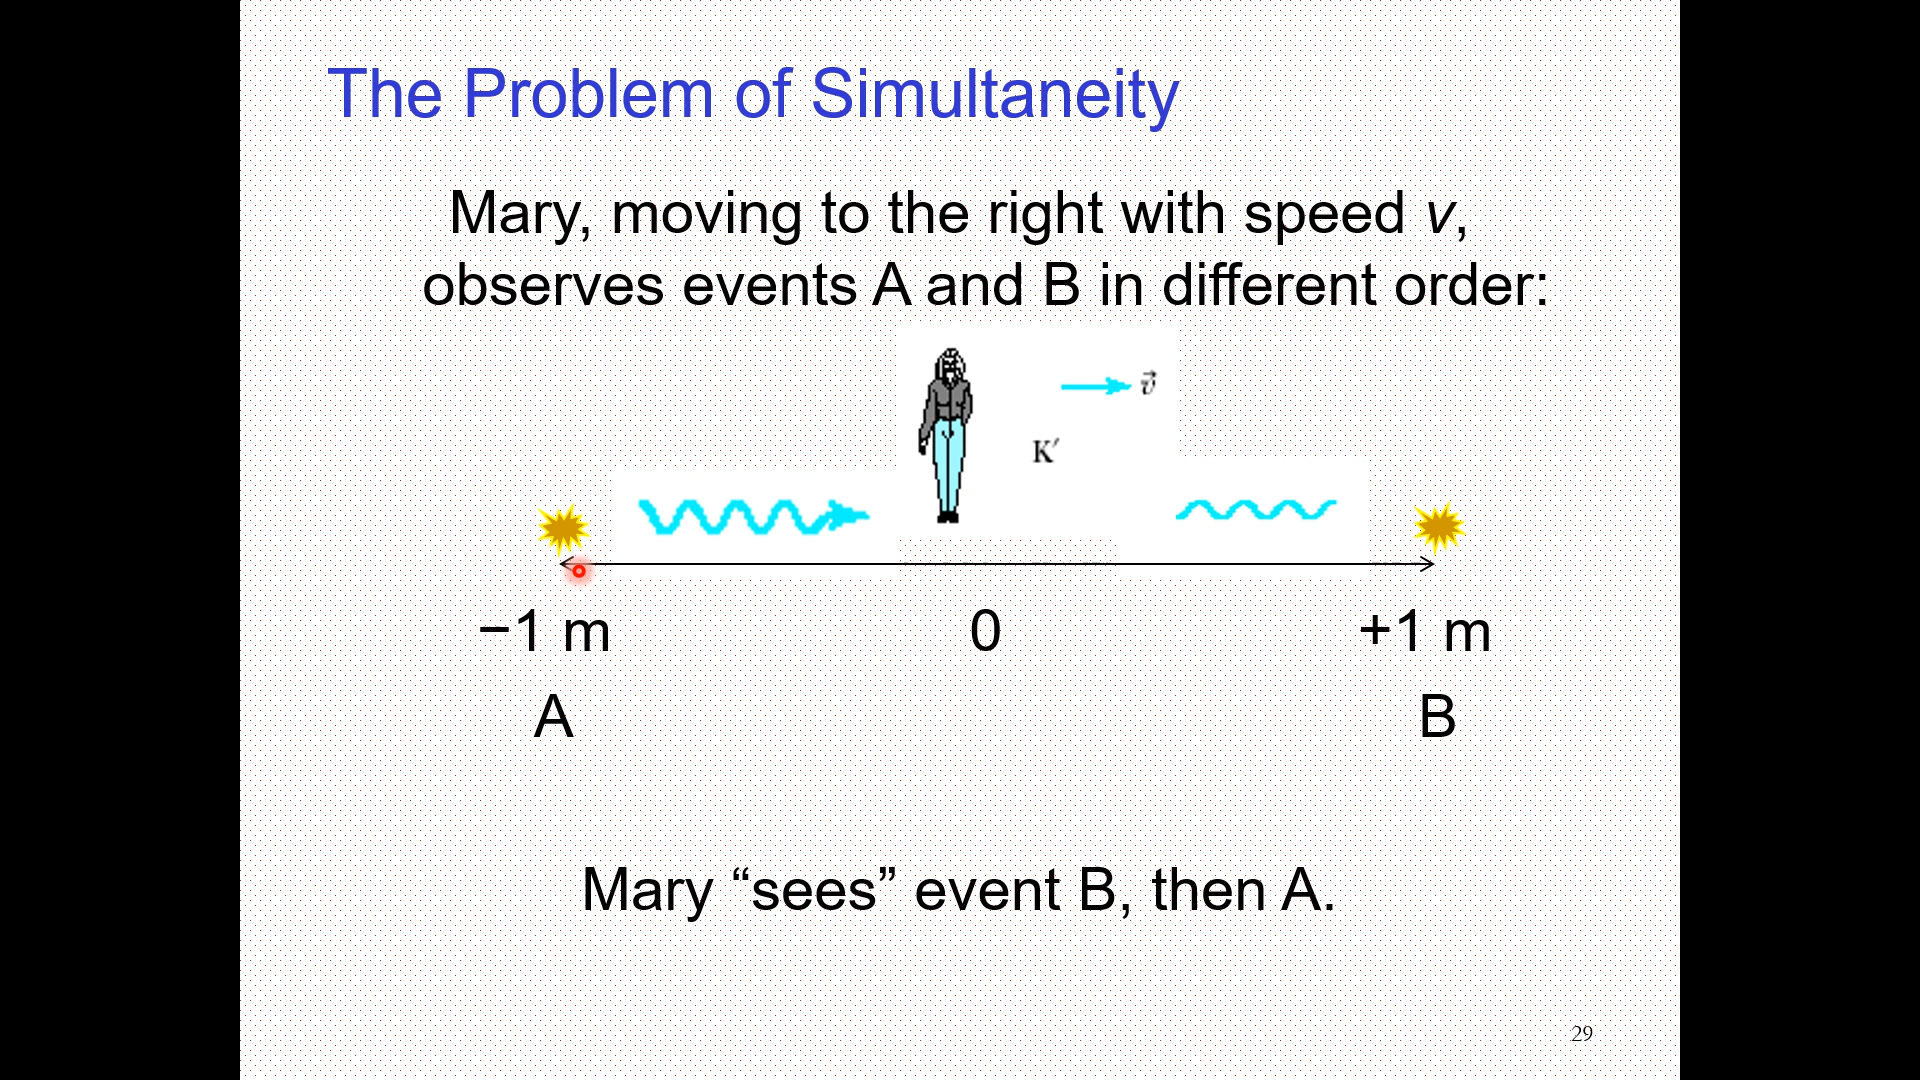 The Problem of Simultaneity
Mary, moving to the right with speed v,
observes events A and B in different order:
v⃗
K′
−1 m 0 +1 m
A B
Mary “sees” event B, then A.
29